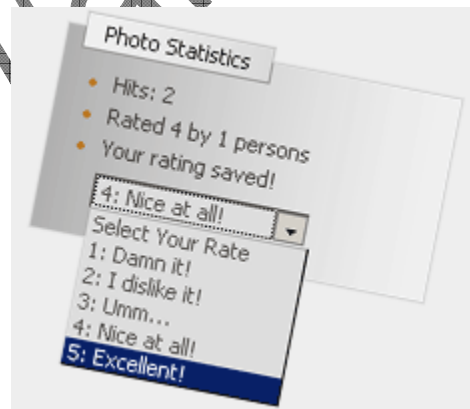 Photo Statistics
Hits: 2
Rated 4 by 1 persons
Your rating saved!
4: Nice at all!
Select Your Rate
1: Damn it!
2: I dislike it!
3: Umm...
4: Nice at all!
5: Excellent!